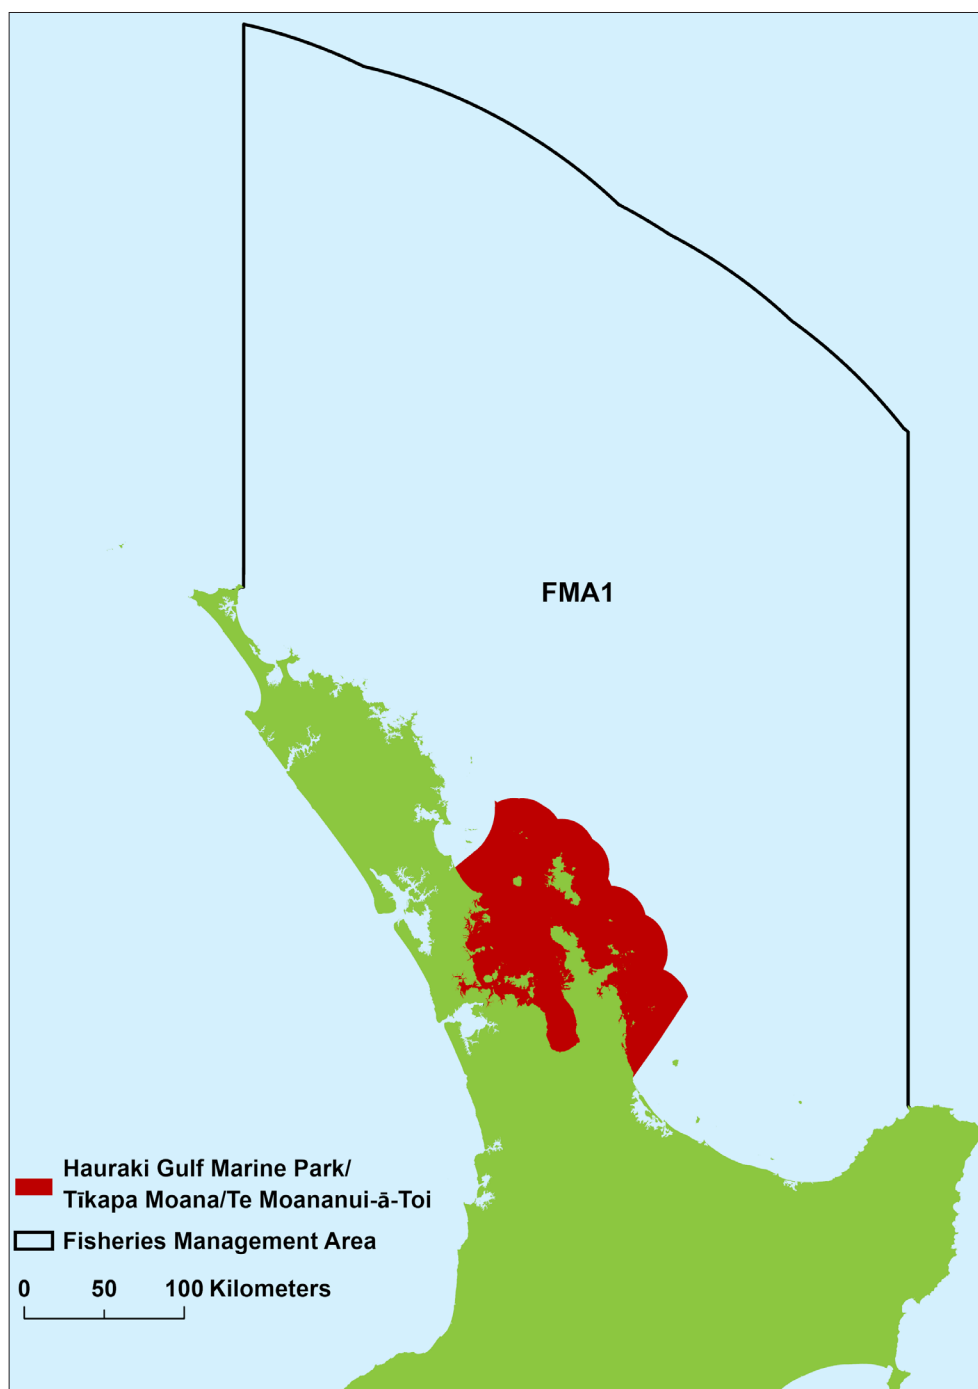 FMA1
Hauraki Gulf Marine Park/
Tīkapa Moana/Te Moananui-ā-Toi
Fisheries Management Area
0 50 100 Kilometers